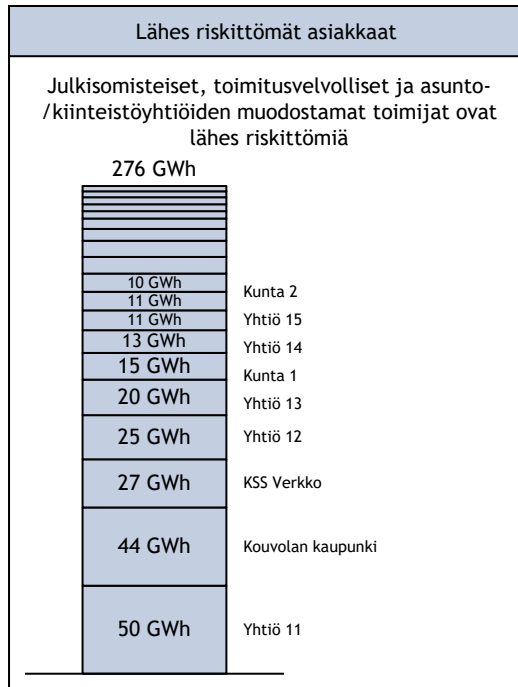 Lähes riskittömät asiakkaat
Julkisomisteiset, toimitusvelvolliset ja asunto-
/kiinteistöyhtiöiden muodostamat toimijat ovat
lähes riskittömiä
276 GWh
10 GWh
Kunta 2
11 GWh
11 GWh
Yhtiö 15
13 GWh
Yhtiö 14
15 GWh
Kunta 1
20 GWh
Yhtiö 13
25 GWh
Yhtiö 12
27 GWh
KSS Verkko
44 GWh
Kouvolan kaupunki
50 GWh
Yhtiö 11